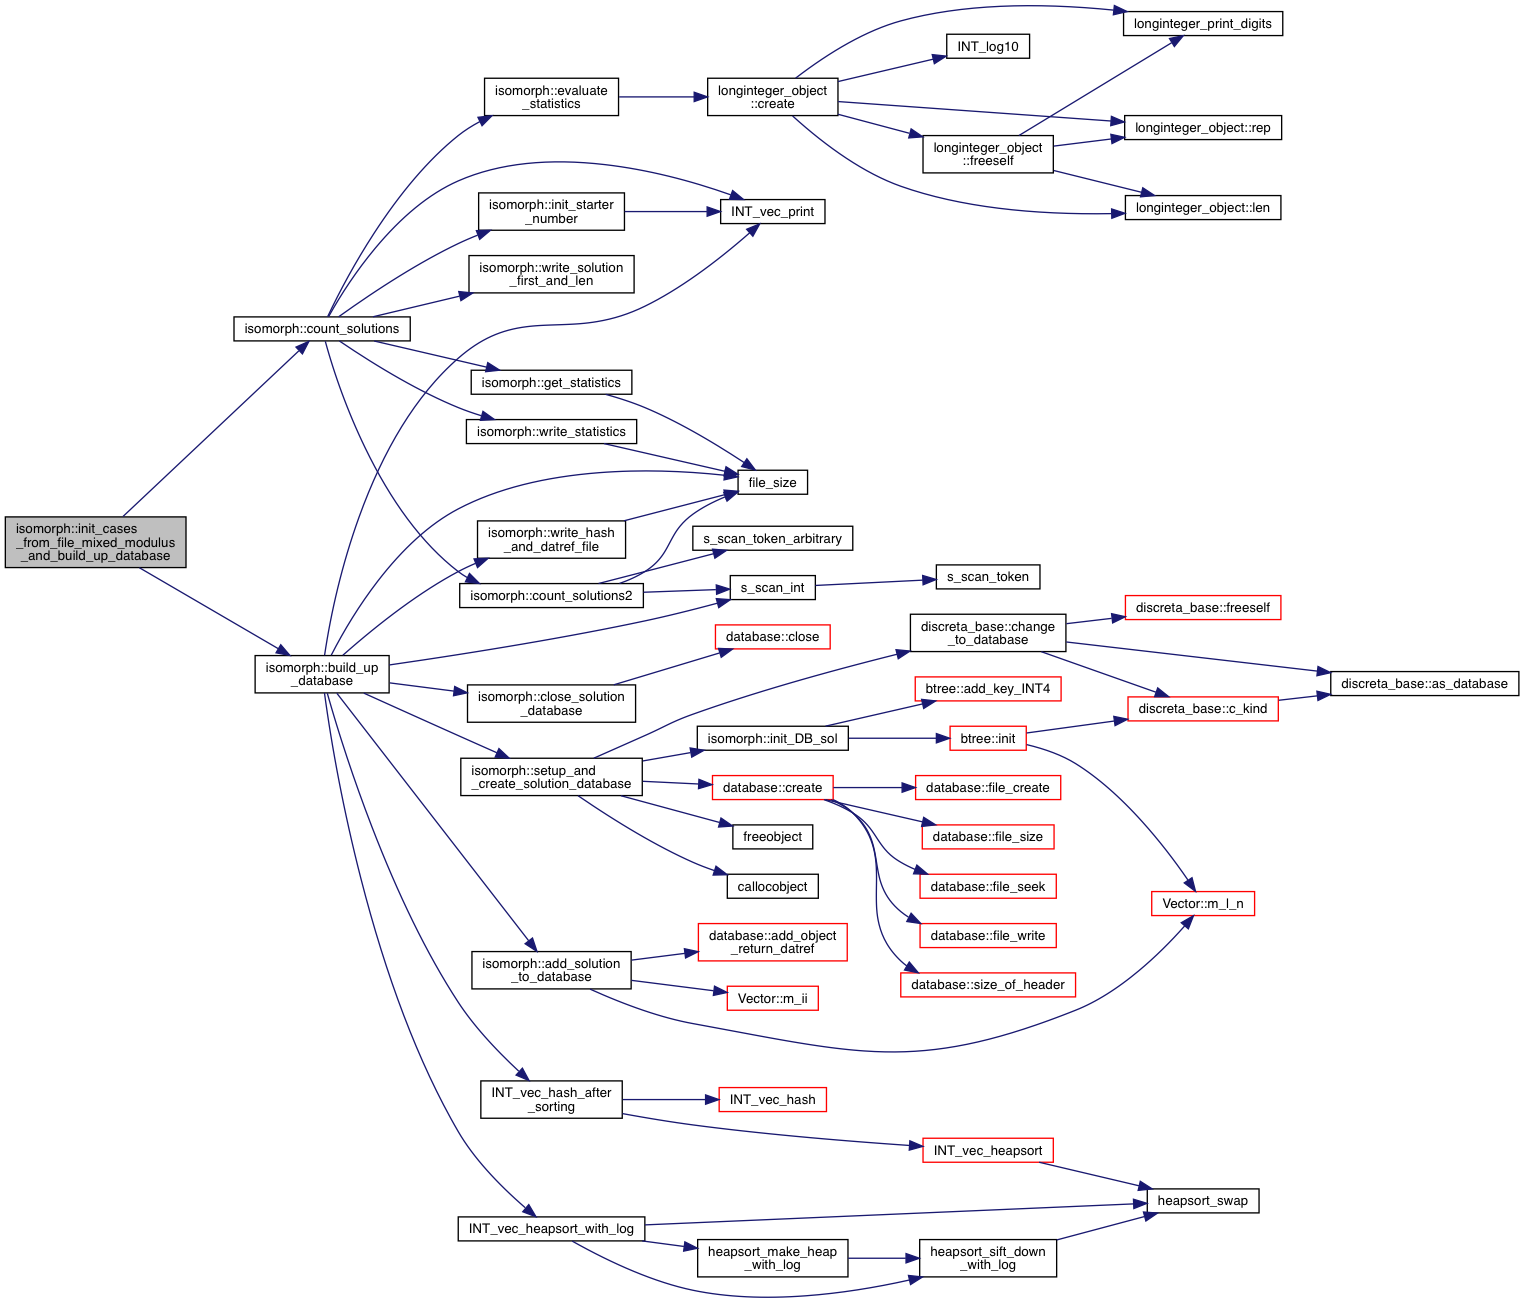 isomorph::init_cases
_from_file_mixed_modulus
_and_build_up_database
isomorph::count_solutions
isomorph::build_up
_database
isomorph::evaluate
_statistics
isomorph::init_starter
_number
isomorph::write_solution
_first_and_len
isomorph::get_statistics
isomorph::write_statistics
isomorph::write_hash
_and_datref_file
isomorph::count_solutions2
isomorph::close_solution
_database
isomorph::setup_and
_create_solution_database
isomorph::add_solution
_to_database
INT_vec_hash_after
_sorting
INT_vec_heapsort_with_log
longinteger_object
::create
INT_vec_print
file_size
s_scan_token_arbitrary
s_scan_int
database::close
isomorph::init_DB_sol
database::create
freeobject
callocobject
database::add_object
_return_datref
Vector::m_ii
INT_vec_hash
heapsort_make_heap
_with_log
INT_log10
longinteger_object
::freeself
s_scan_token
discreta_base::change
_to_database
btree::add_key_INT4
btree::init
database::file_create
database::file_size
database::file_seek
database::file_write
database::size_of_header
INT_vec_heapsort
heapsort_sift_down
_with_log
longinteger_print_digits
longinteger_object::rep
longinteger_object::len
discreta_base::freeself
discreta_base::c_kind
Vector::m_l_n
heapsort_swap
discreta_base::as_database